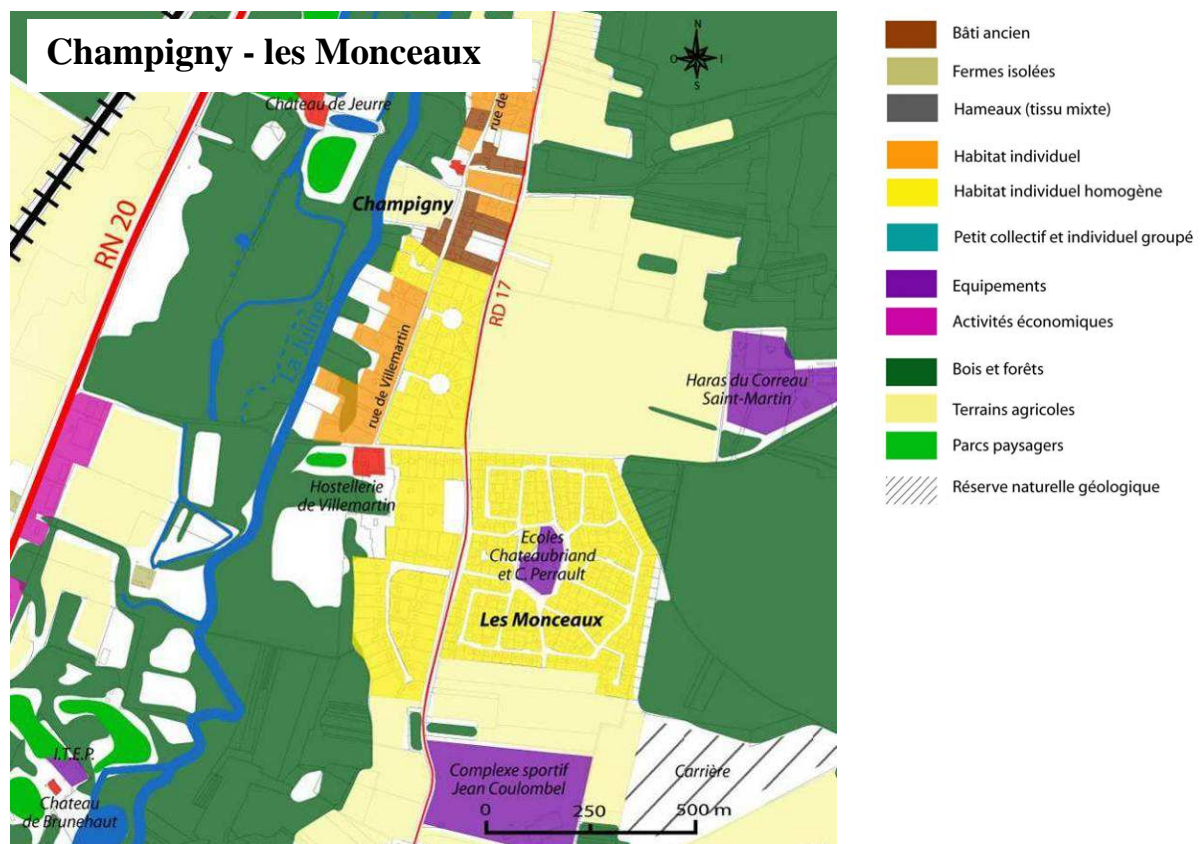 Champigny - les Monceaux
N
O
I
S
Château de Jeurre
rue de
Champigny
RN 20
La Juine
RD 17
rue de Villemartin
Haras du Correau
Saint-Martin
Hostellerie
de Villemartin
Ecoles
Chateaubriand
et C. Perrault
Les Monceaux
I.T.E.P.
Chateau
de Brunehaut
Complexe sportif
Jean Coulombel
Carrière
0 250 500 m
Bâti ancien
Fermes isolées
Hameaux (tissu mixte)
Habitat individuel
Habitat individuel homogène
Petit collectif et individuel groupé
Equipements
Activités économiques
Bois et forêts
Terrains agricoles
Parcs paysagers
Réserve naturelle géologique